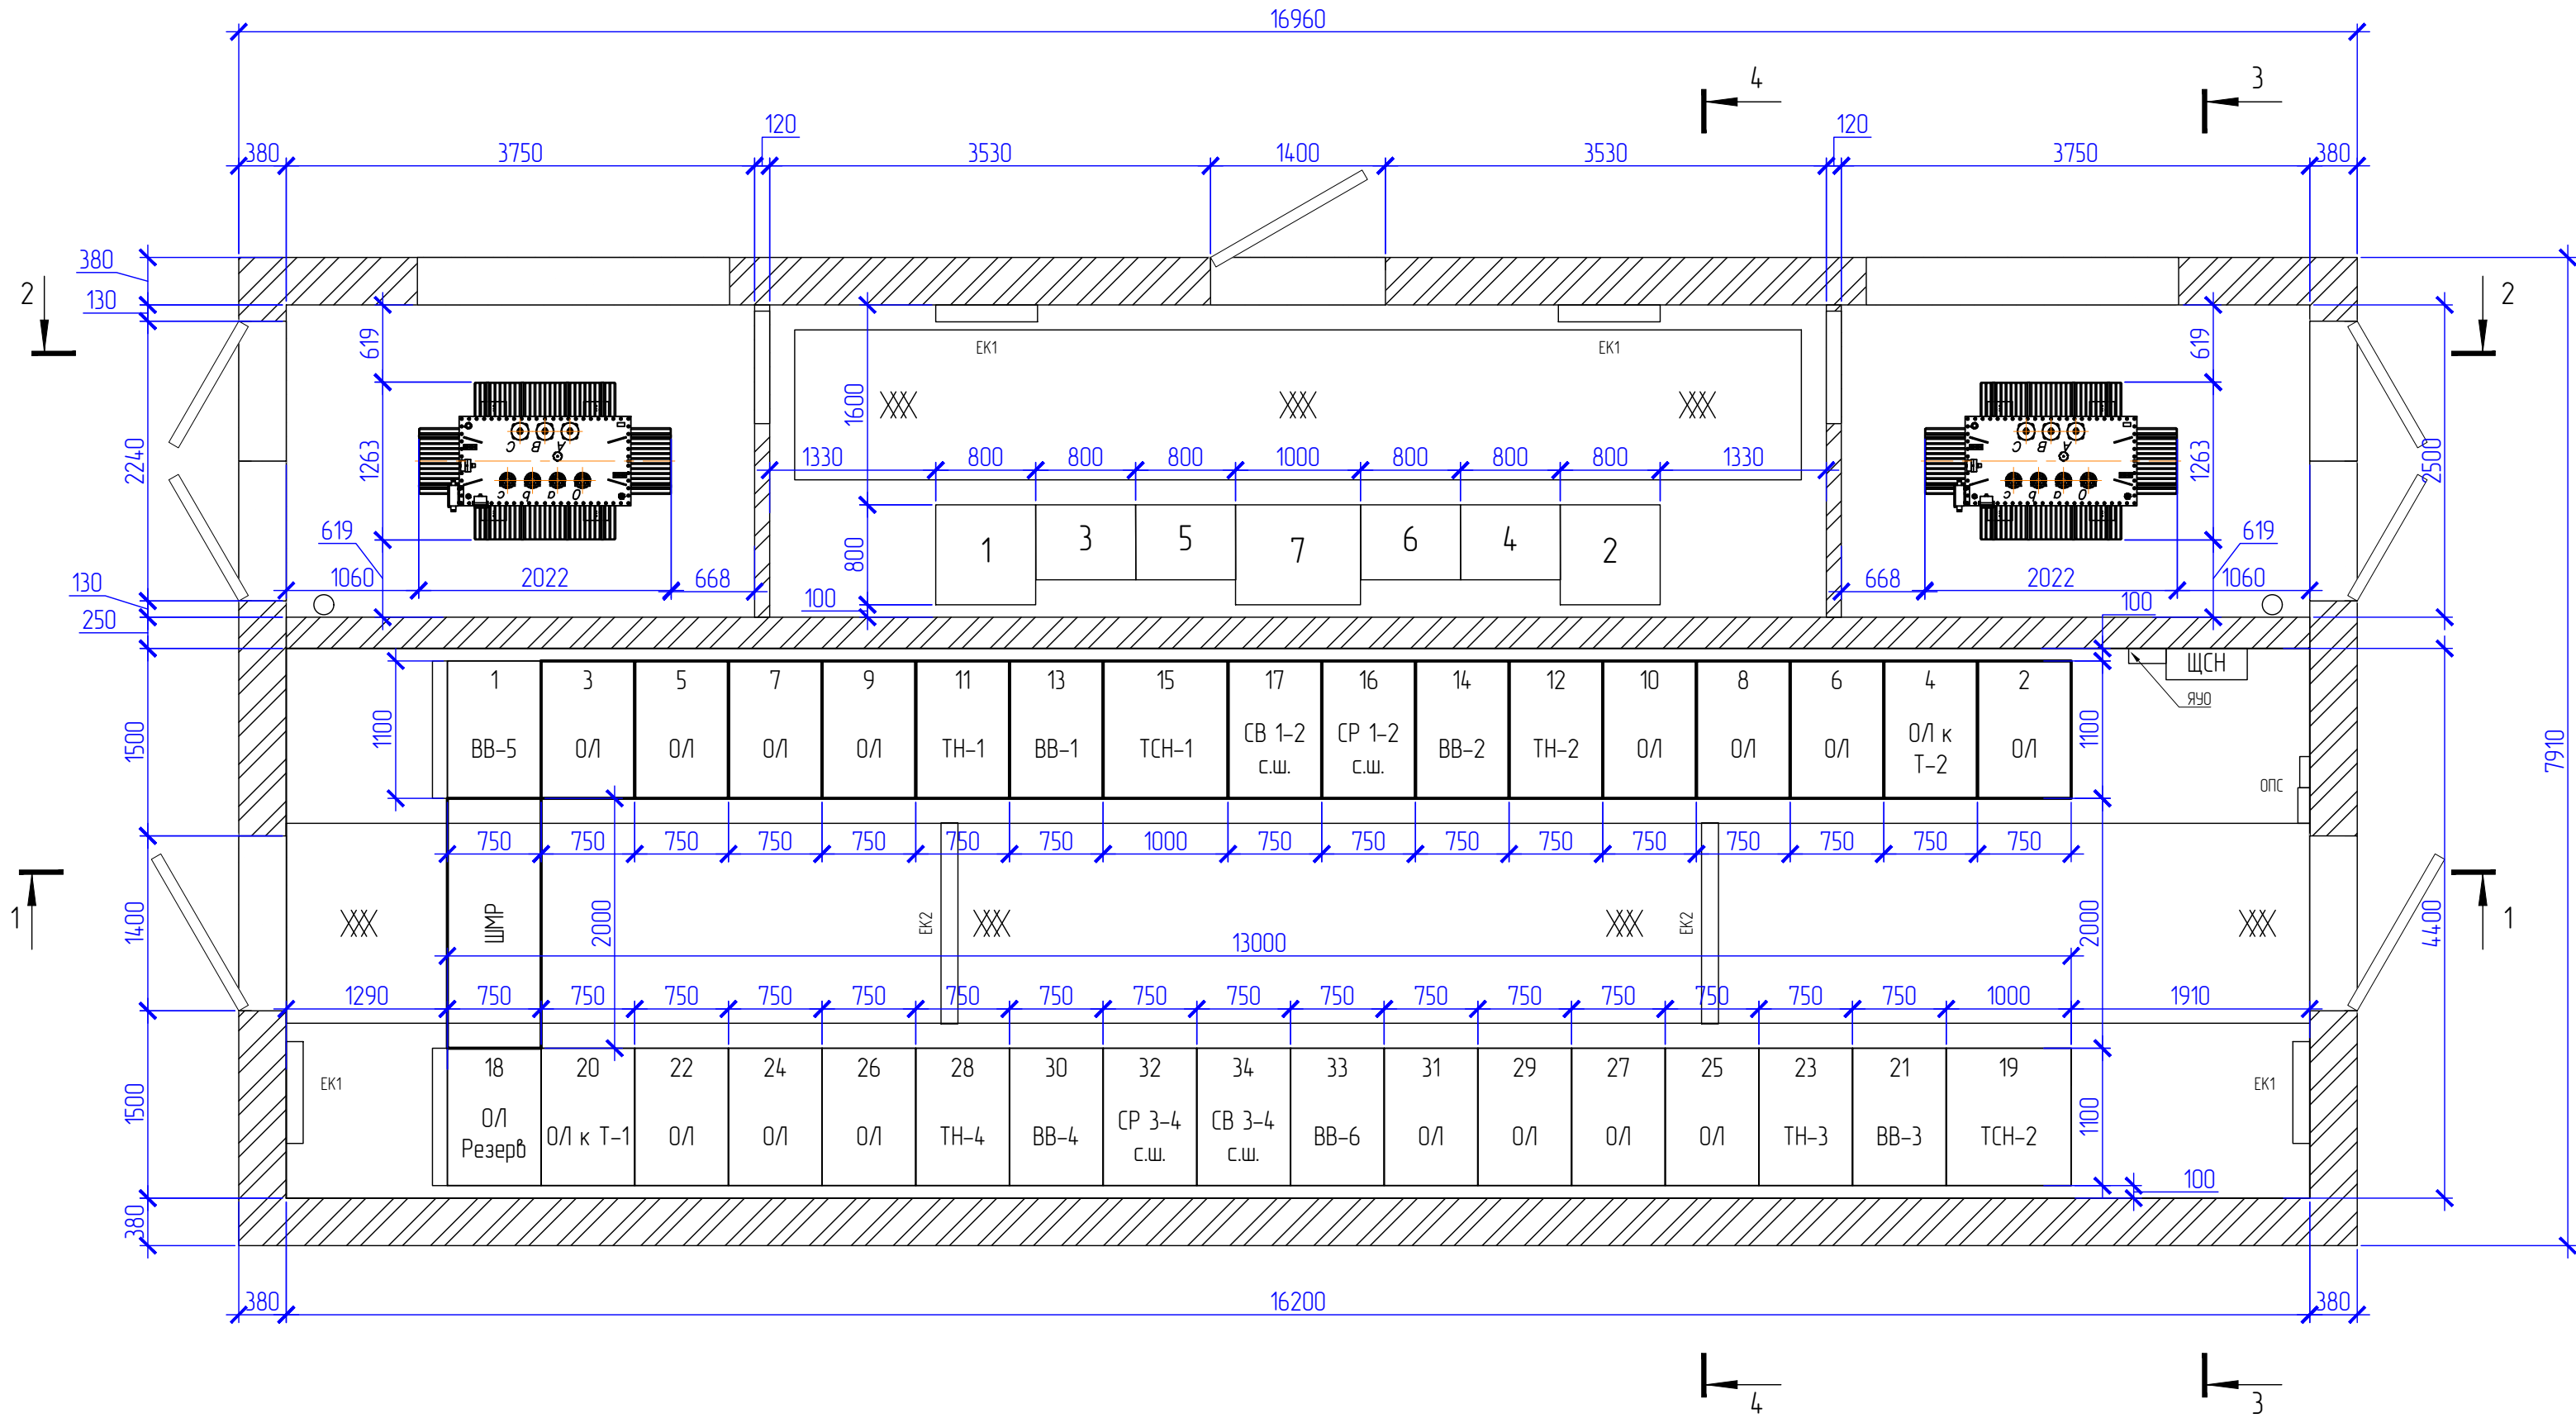 16960
4 3
120 120
380 3750 3530 1400 3530 3750 380
380
2 2
130
619 619
ЕК1 ЕК1
1600
2240 1263 1263 2500
1330 800 800 800 1000 800 800 800 1330
C B A C B A
c b a 0 c b a 0
1 3 5 7 6 4 2
619 800 619
1060 2022 668 668 2022 1060
130 100 100
250
1 3 5 7 9 11 13 15 17 16 14 12 10 8 6 4 2
ЩСН
ЯУО
1500 1100 1100 7910
ВВ-5 О/Л О/Л О/Л О/Л ТН-1 ВВ-1 ТСН-1 СВ 1-2 СР 1-2 ВВ-2 ТН-2 О/Л О/Л О/Л О/Л к О/Л
с.ш. с.ш. Т-2
ОПС
750 750 750 750 750 750 750 1000 750 750 750 750 750 750 750 750 750
1 1
1400 ШМР 2000 ЕК2 ЕК2 2000 4400
13000
1290 750 750 750 750 750 750 750 750 750 750 750 750 750 750 750 750 1000 1910
18 20 22 24 26 28 30 32 34 33 31 29 27 25 23 21 19
ЕК1 ЕК1
1500 1100
О/Л О/Л к Т-1 О/Л О/Л О/Л ТН-4 ВВ-4 СР 3-4 СВ 3-4 ВВ-6 О/Л О/Л О/Л О/Л ТН-3 ВВ-3 ТСН-2
Резерв с.ш. с.ш.
100
380
380 16200 380
4 3